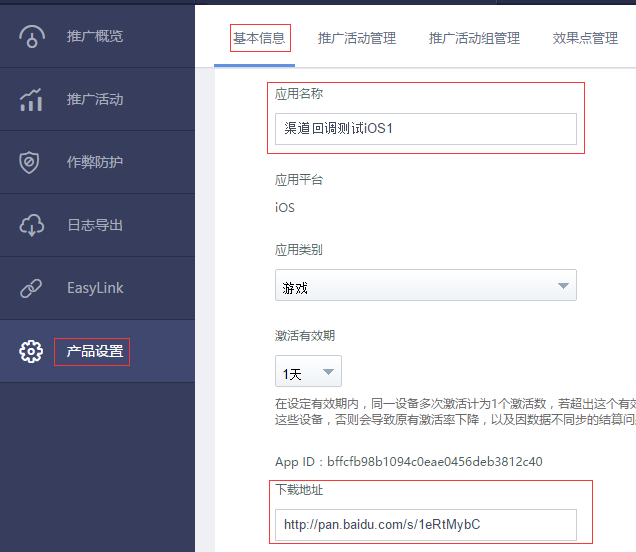 推广概览
推广活动
作弊防护
日志导出
EasyLink
产品设置
基本信息 推广活动管理 推广活动组管理 效果点管理
应用名称
渠道回调测试iOS1
应用平台
iOS
应用类别
游戏
激活有效期
1天
在设定有效期内，同一设备多次激活计为1个激活数，若超出这个有效
这些设备，否则会导致原有激活率下降，以及因数据不同步的结算问
App ID：bffcfb98b1094c0eae0456deb3812c40
下载地址
http://pan.baidu.com/s/1eRtMybC